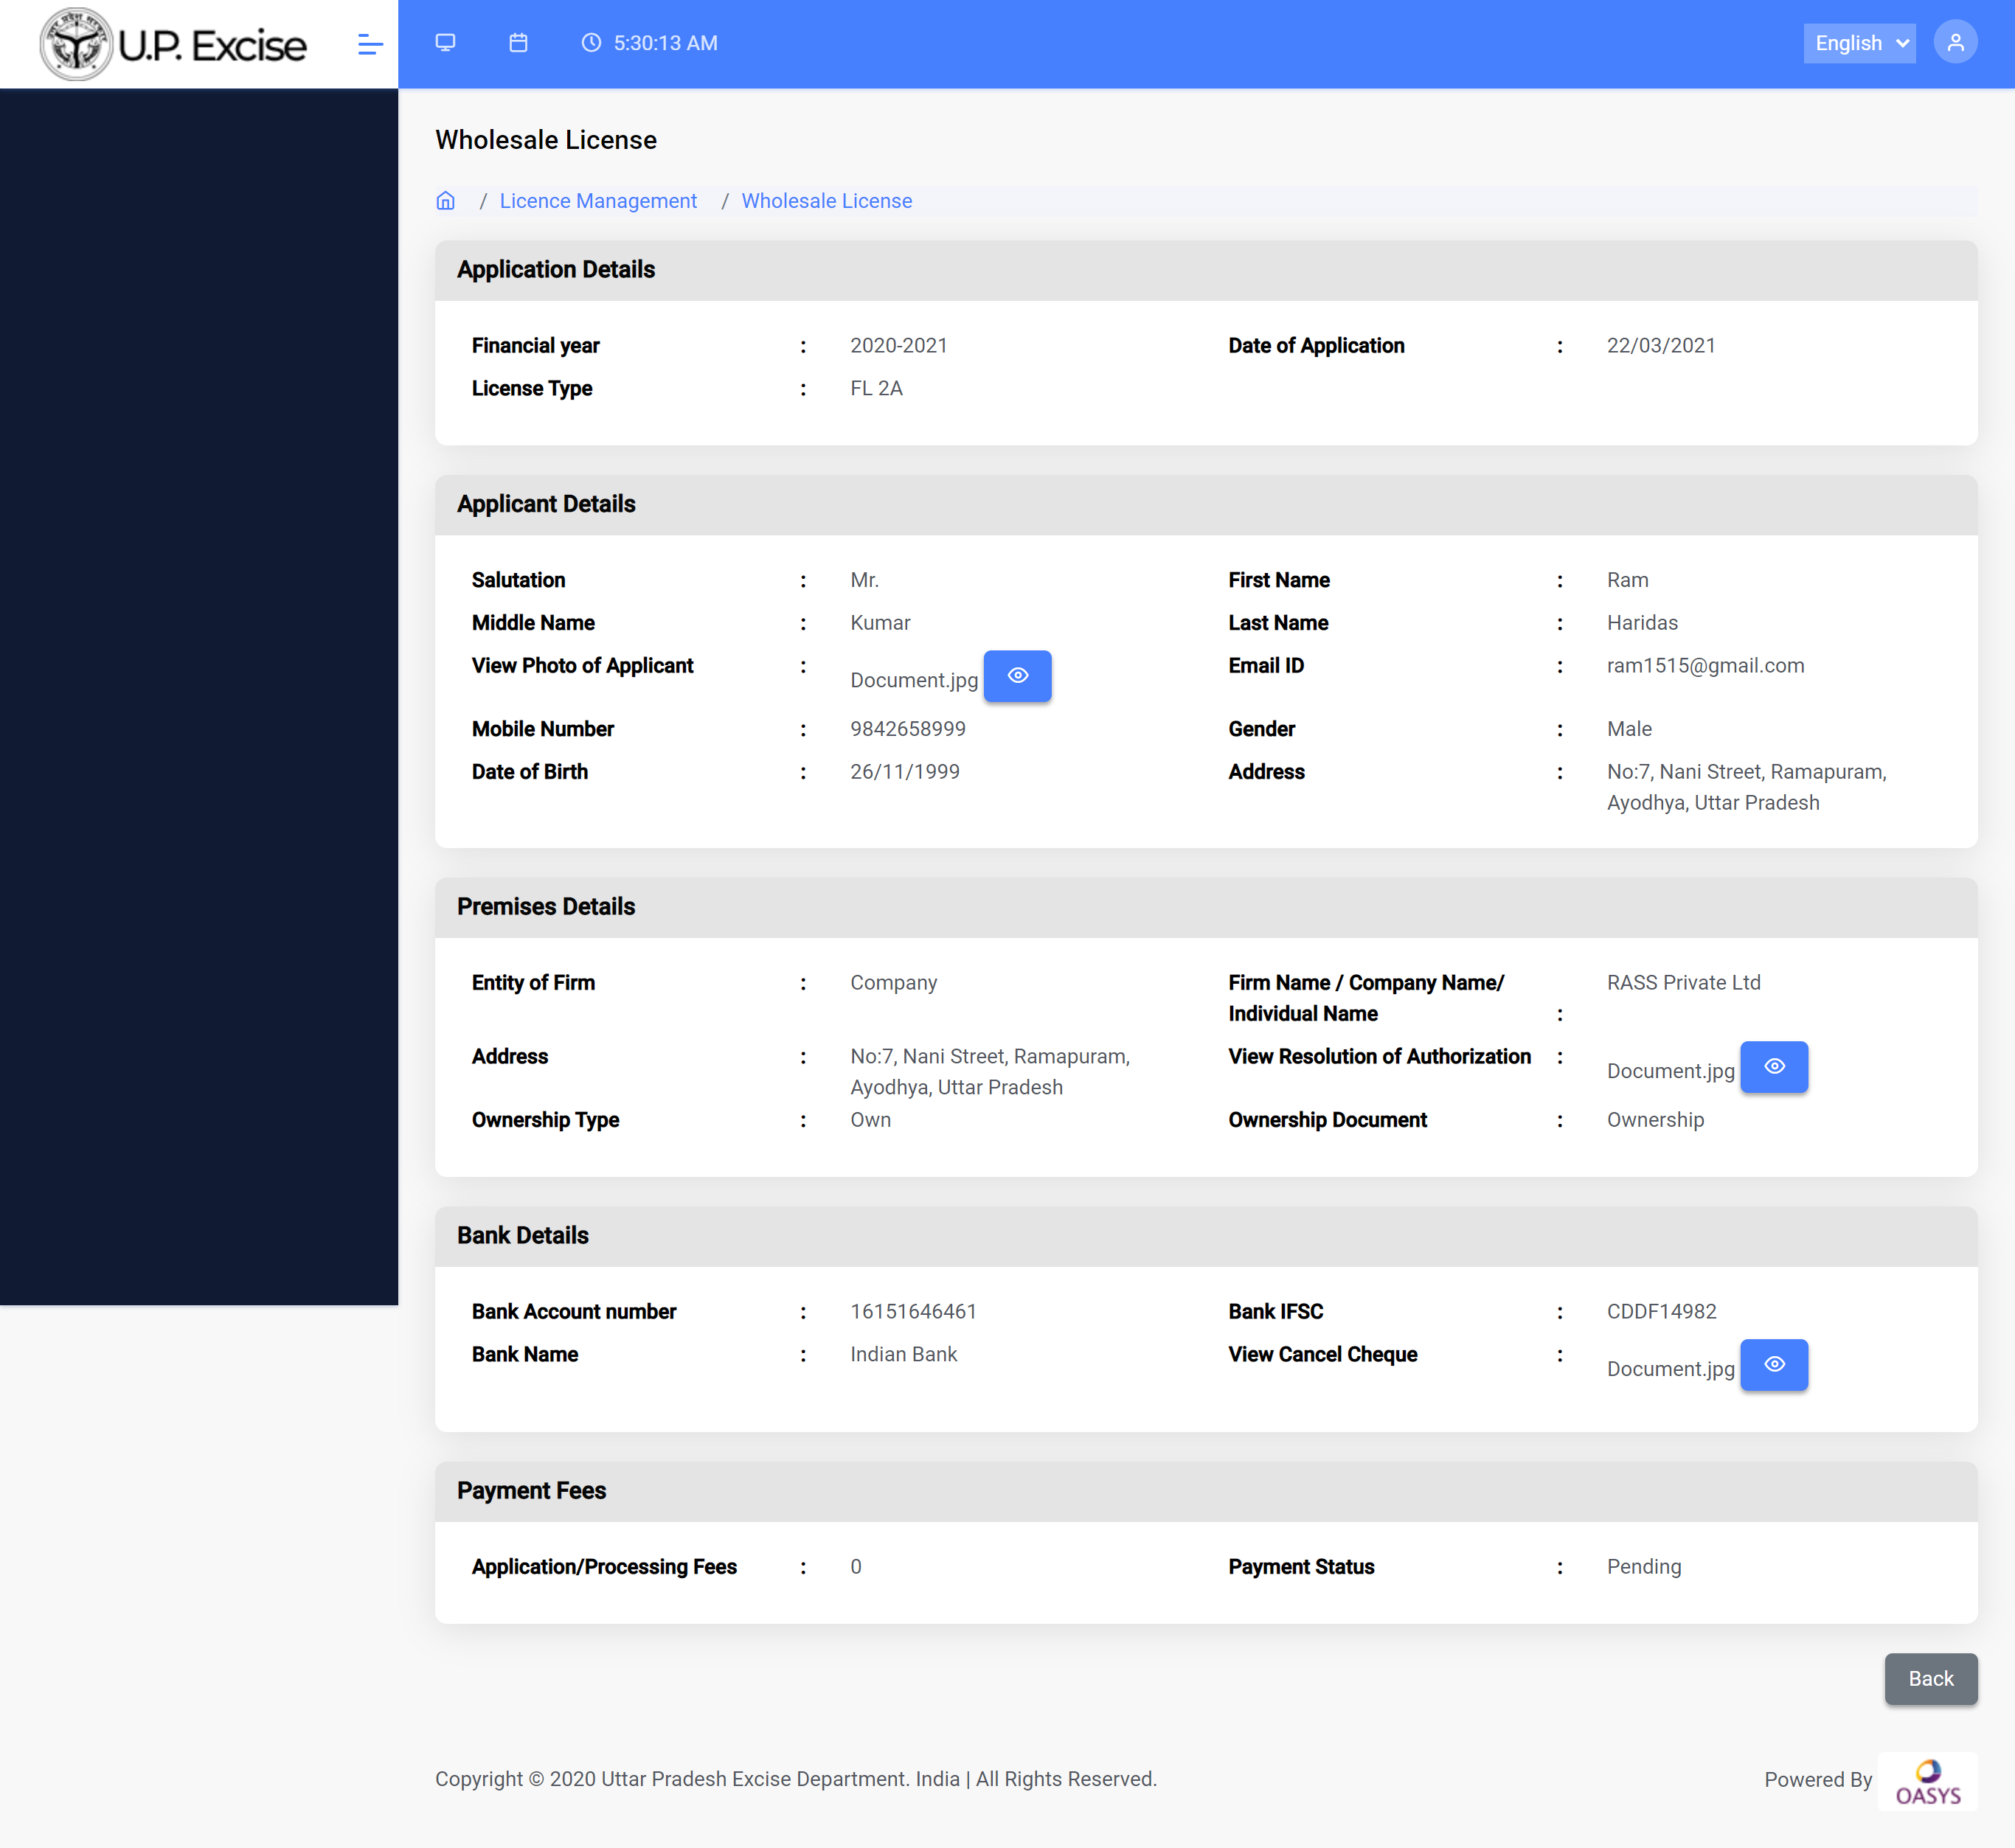 U.P. Excise
5:30:13 AM
English
Wholesale License
/ Licence Management / Wholesale License
Application Details
Financial year : 2020-2021 Date of Application : 22/03/2021
License Type : FL 2A
Applicant Details
Salutation : Mr. First Name : Ram
Middle Name : Kumar Last Name : Haridas
View Photo of Applicant : Document.jpg Email ID : ram1515@gmail.com
Mobile Number : 9842658999 Gender : Male
Date of Birth : 26/11/1999 Address : No:7, Nani Street, Ramapuram,
Ayodhya, Uttar Pradesh
Premises Details
Entity of Firm : Company Firm Name / Company Name/ RASS Private Ltd
Individual Name :
Address : No:7, Nani Street, Ramapuram, View Resolution of Authorization : Document.jpg
Ayodhya, Uttar Pradesh
Ownership Type : Own Ownership Document : Ownership
Bank Details
Bank Account number : 16151646461 Bank IFSC : CDDF14982
Bank Name : Indian Bank View Cancel Cheque : Document.jpg
Payment Fees
Application/Processing Fees : 0 Payment Status : Pending
Back
Copyright © 2020 Uttar Pradesh Excise Department. India | All Rights Reserved. Powered By OASYS